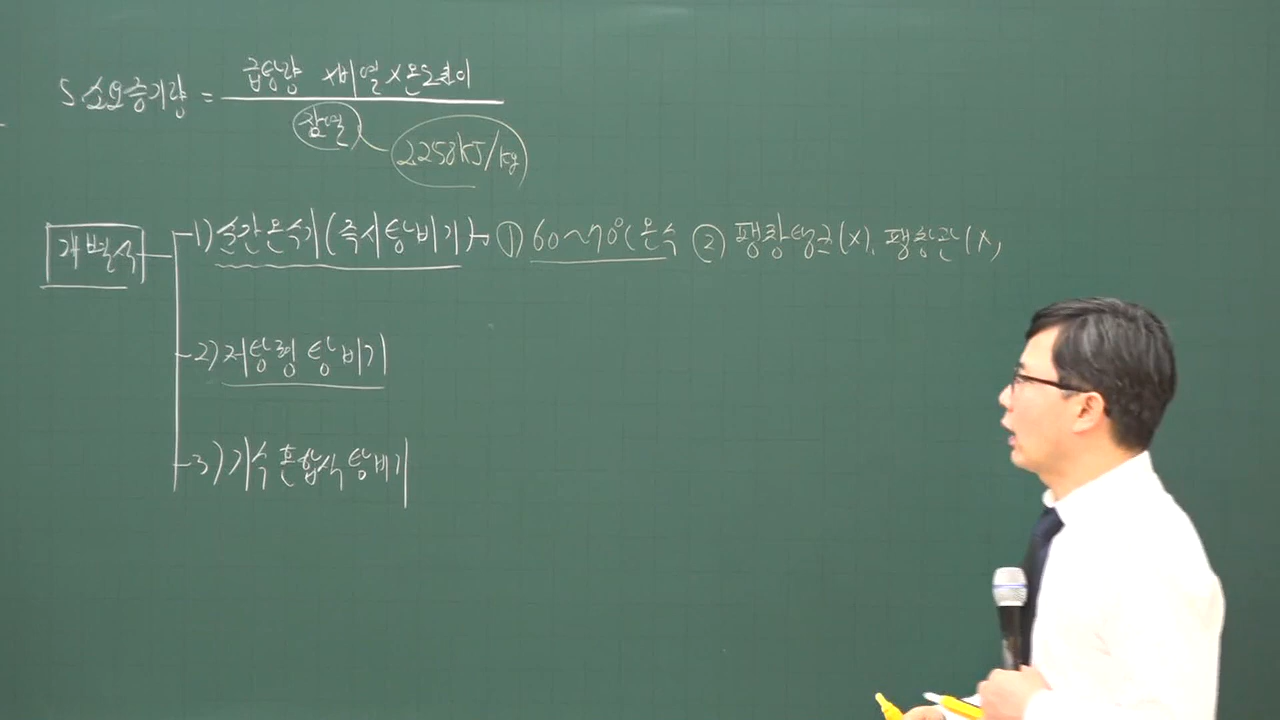 5. 소요증기량 = 급탕량 ×비열×온도차이
잠열
2258kJ/kg
개별식
1) 순간온수기(즉시탕비기) ① 60~70℃ 온수 ② 팽창탱크(×), 팽창관(×,
2) 저탕형 탕비기
3) 기수 혼합식 탕비기